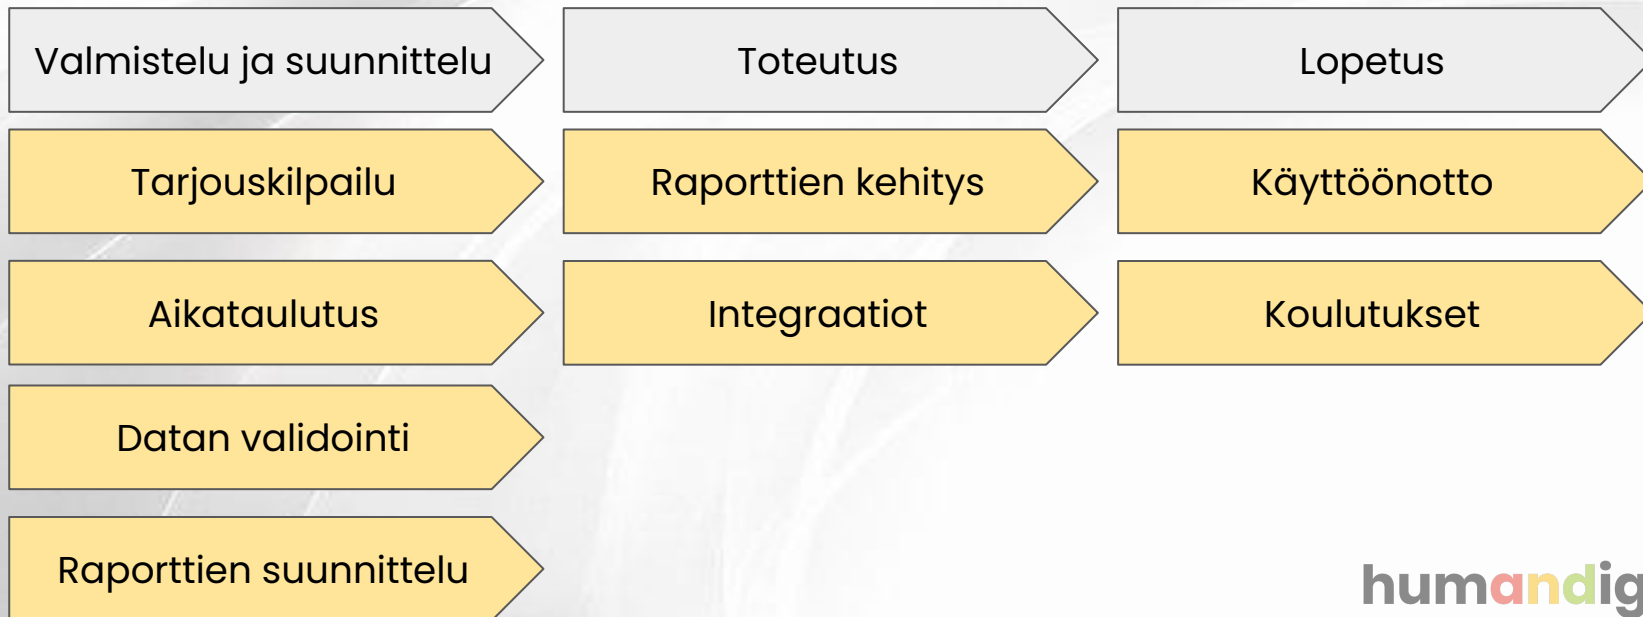 Valmistelu ja suunnittelu
Toteutus
Lopetus
Tarjouskilpailu
Raporttien kehitys
Käyttöönotto
Aikataulutus
Integraatiot
Koulutukset
Datan validointi
Raporttien suunnittelu
humandig